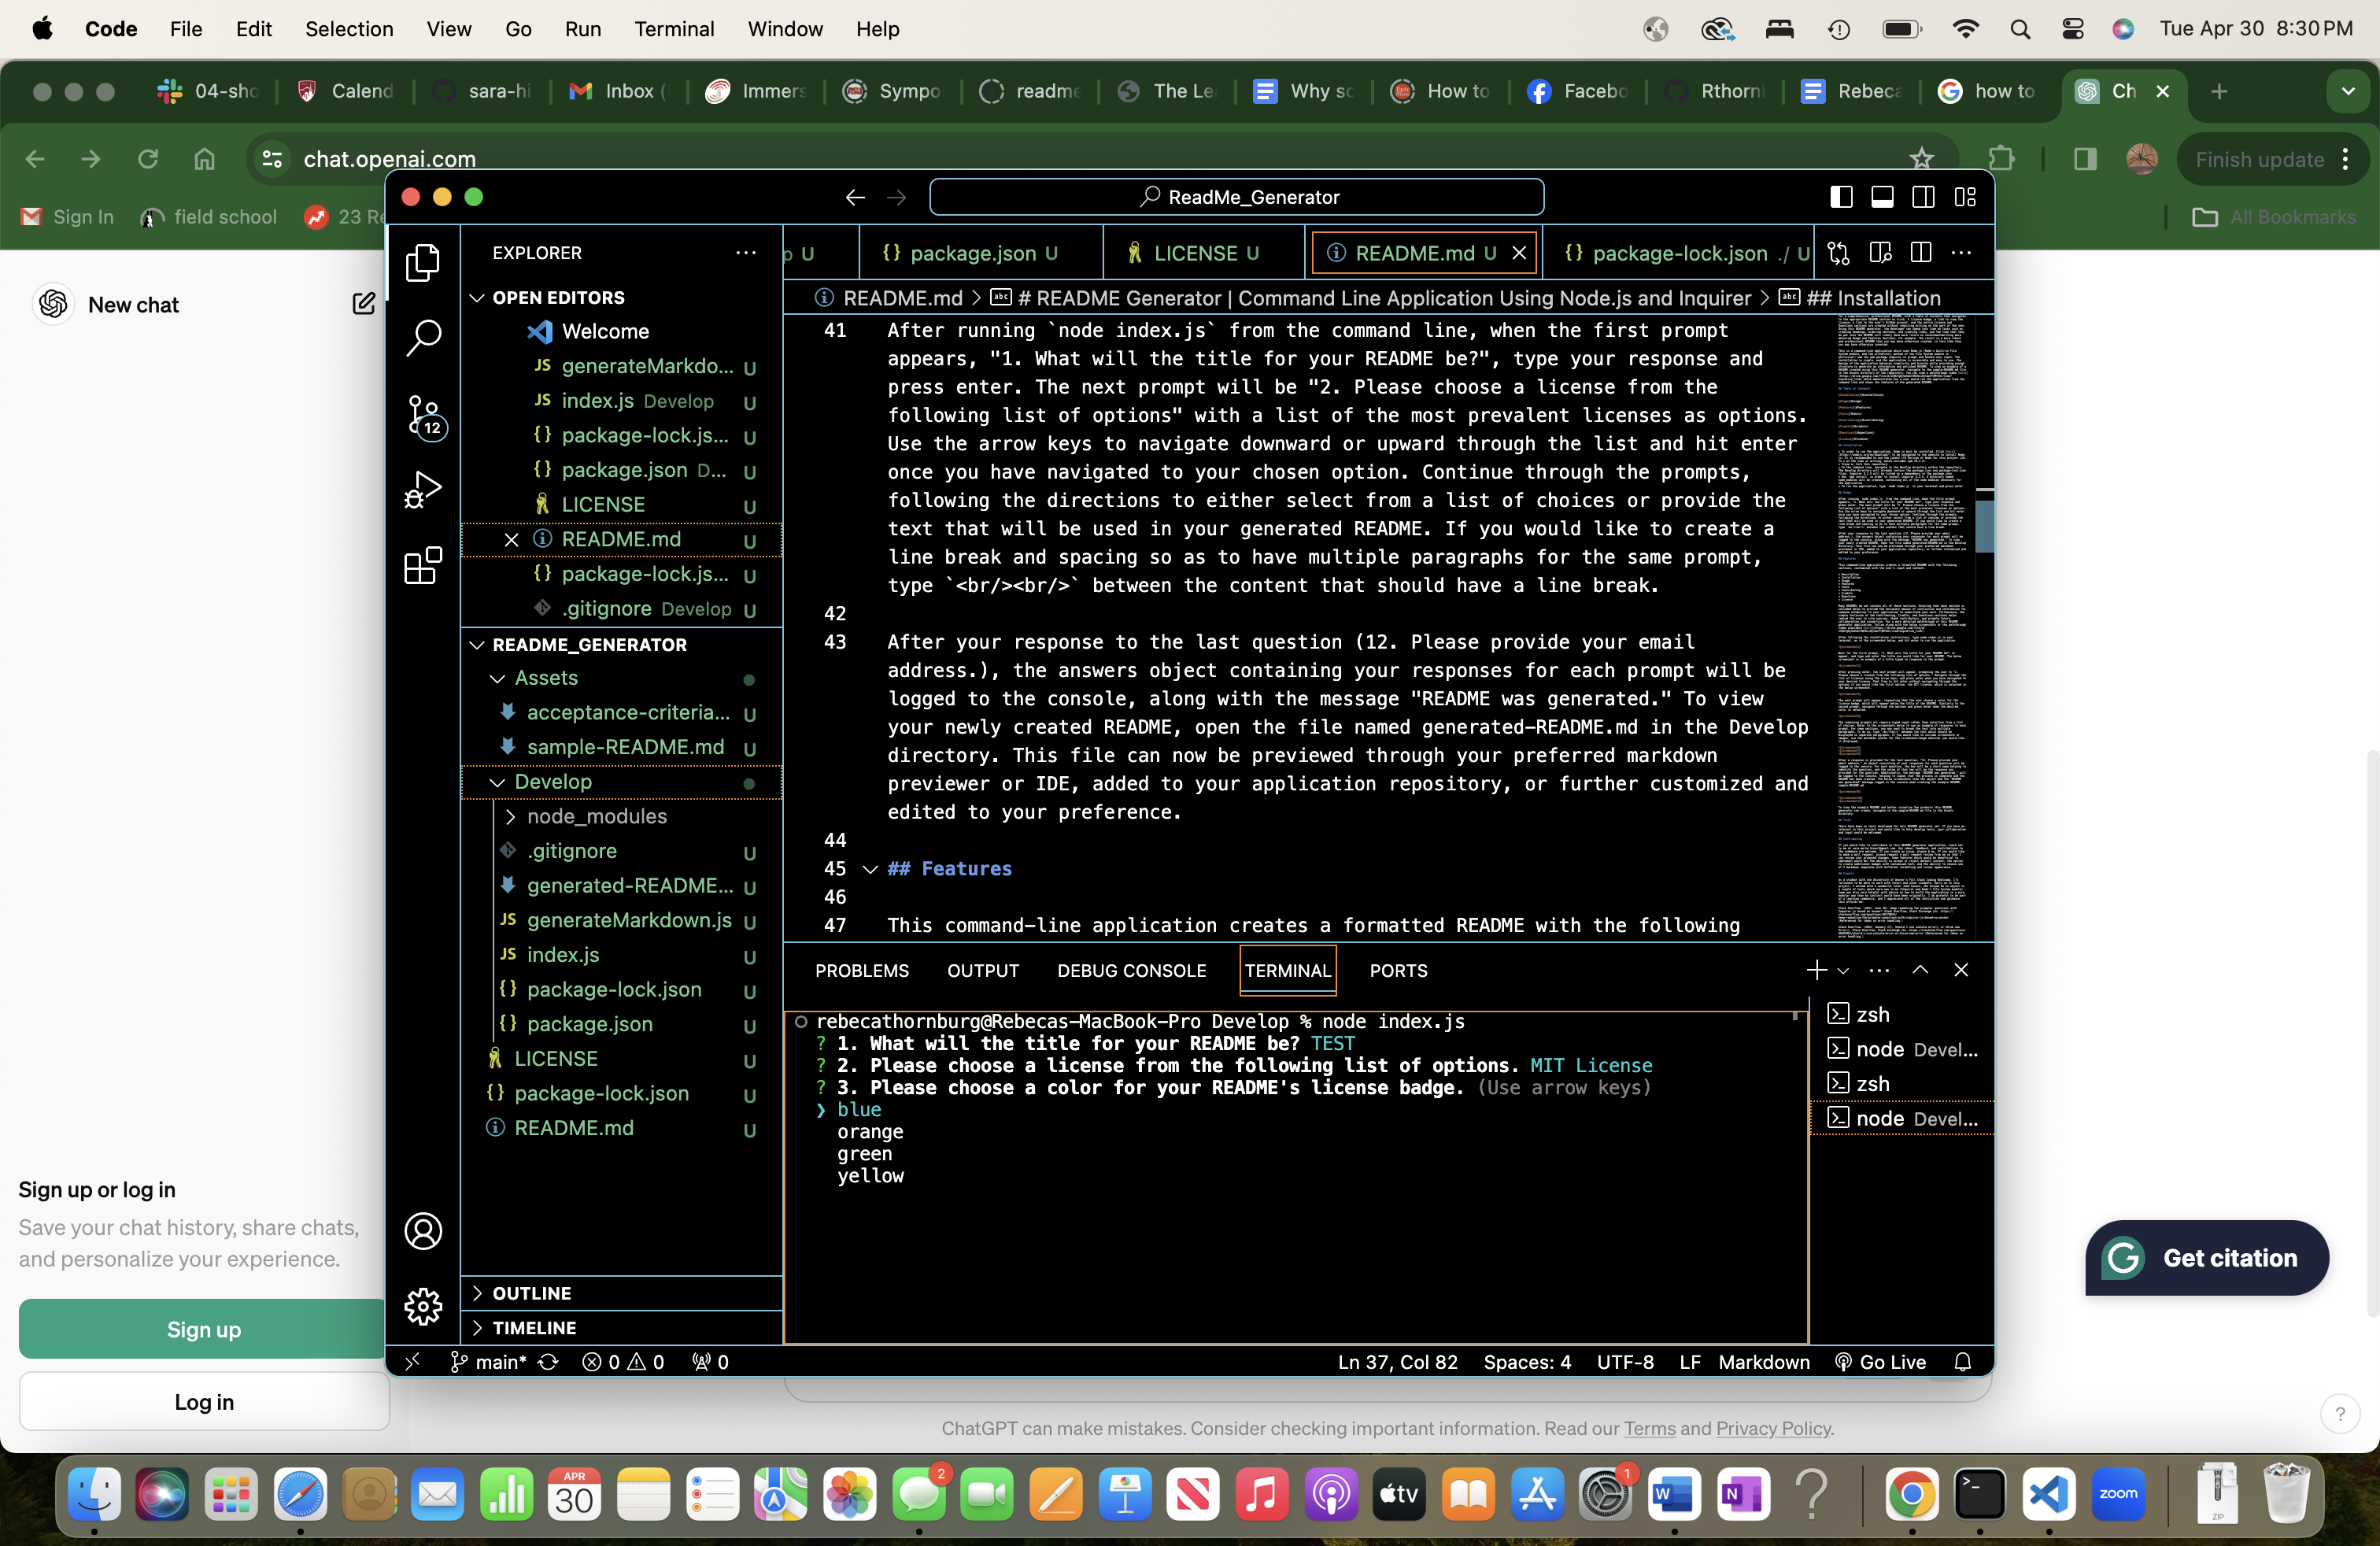 Code File Edit Selection View Go Run Terminal Window Help Tue Apr 30 8:30 PM
04-sho Calend sara-hi Inbox ( Immers Sympo readme The Le Why so How to Facebo Rthornl Rebeca how to Ch
chat.openai.com Finish update
Sign In field school 23 Re All Bookmarks
New chat
Sign up or log in
Save your chat history, share chats,
and personalize your experience.
Sign up
Log in
ReadMe_Generator
EXPLORER
OPEN EDITORS
Welcome
generateMarkdo... U
index.js Develop U
package-lock.js... U
package.json D... U
LICENSE U
README.md U
package-lock.js... U
.gitignore Develop U
README_GENERATOR
Assets
acceptance-criteria... U
sample-README.md U
Develop
node_modules
.gitignore U
generated-README... U
generateMarkdown.js U
index.js U
package-lock.json U
package.json U
LICENSE U
package-lock.json U
README.md U
OUTLINE
TIMELINE
12
p U {} package.json U LICENSE U README.md U {} package-lock.json ./ U
README.md > # README Generator | Command Line Application Using Node.js and Inquirer > ## Installation
41 After running `node index.js` from the command line, when the first prompt
appears, "1. What will the title for your README be?", type your response and
press enter. The next prompt will be "2. Please choose a license from the
following list of options" with a list of the most prevalent licenses as options.
Use the arrow keys to navigate downward or upward through the list and hit enter
once you have navigated to your chosen option. Continue through the prompts,
following the directions to either select from a list of choices or provide the
text that will be used in your generated README. If you would like to create a
line break and spacing so as to have multiple paragraphs for the same prompt,
type `<br/><br/>` between the content that should have a line break.
42
43 After your response to the last question (12. Please provide your email
address.), the answers object containing your responses for each prompt will be
logged to the console, along with the message "README was generated." To view
your newly created README, open the file named generated-README.md in the Develop
directory. This file can now be previewed through your preferred markdown
previewer or IDE, added to your application repository, or further customized and
edited to your preference.
44
45 ## Features
46
47 This command-line application creates a formatted README with the following
PROBLEMS OUTPUT DEBUG CONSOLE TERMINAL PORTS
rebecathornburg@Rebecas-MacBook-Pro Develop % node index.js
? 1. What will the title for your README be? TEST
? 2. Please choose a license from the following list of options. MIT License
? 3. Please choose a color for your README's license badge. (Use arrow keys)
❯ blue
orange
green
yellow
zsh
node Devel...
zsh
node Devel...
main* 0 0 0 Ln 37, Col 82 Spaces: 4 UTF-8 LF Markdown Go Live
Get citation
ChatGPT can make mistakes. Consider checking important information. Read our Terms and Privacy Policy.
?
APR
30
2
tv
1
W
N
zoom
ZIP